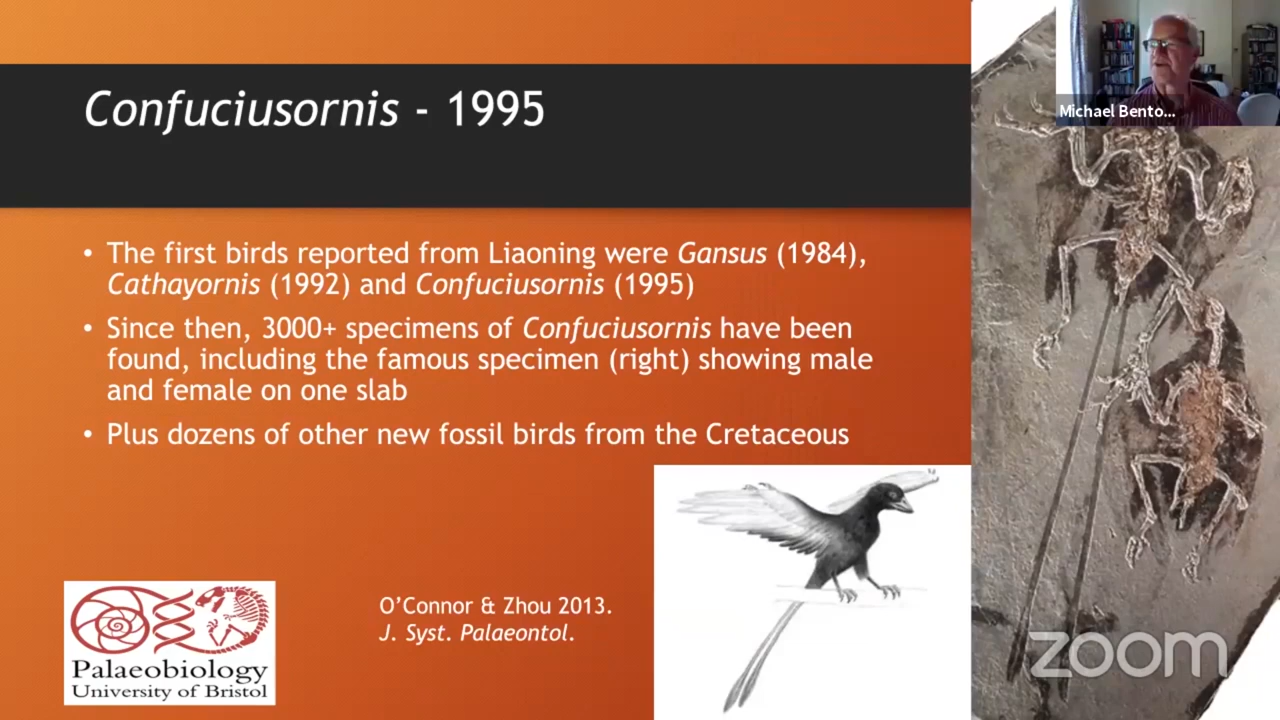 Confuciusornis - 1995
Michael Bento...
• The first birds reported from Liaoning were Gansus (1984),
Cathayornis (1992) and Confuciusornis (1995)
• Since then, 3000+ specimens of Confuciusornis have been
found, including the famous specimen (right) showing male
and female on one slab
• Plus dozens of other new fossil birds from the Cretaceous
O'Connor & Zhou 2013.
J. Syst. Palaeontol.
Palaeobiology
University of Bristol
zoom